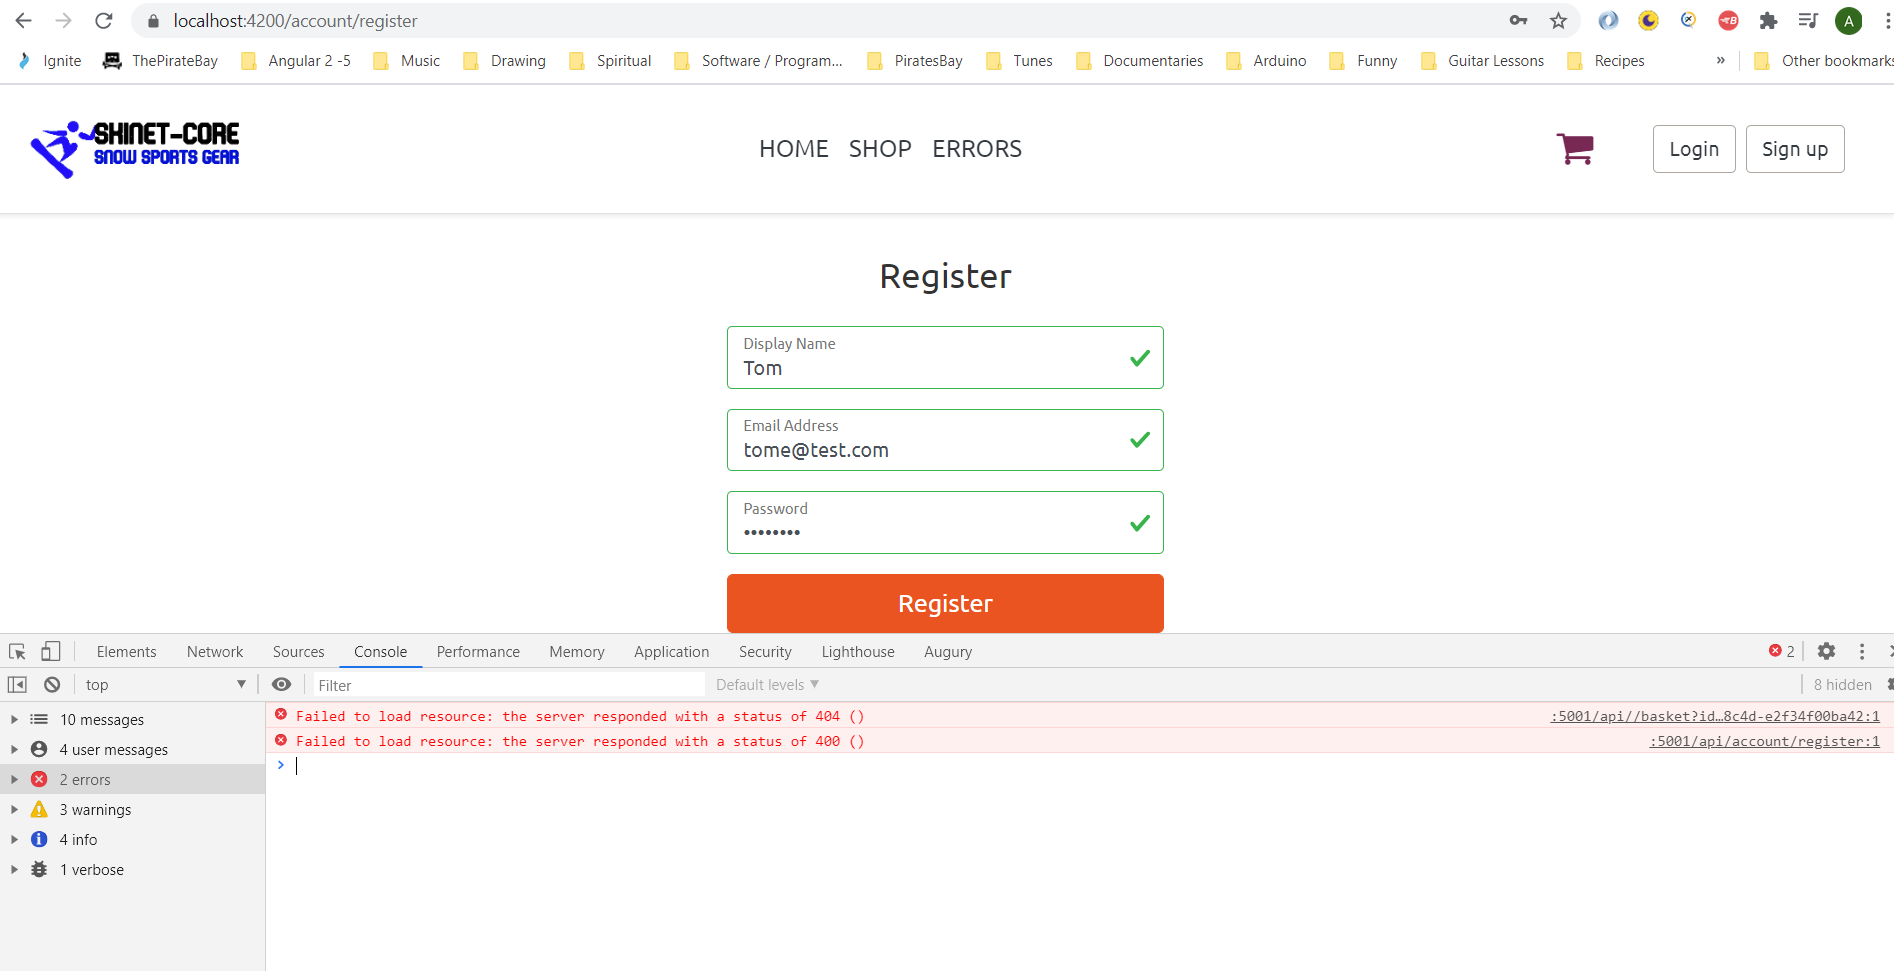 localhost:4200/account/register
A
Ignite ThePirateBay Angular 2 -5 Music Drawing Spiritual Software / Program... PiratesBay Tunes Documentaries Arduino Funny Guitar Lessons Recipes » Other bookmarks
SHINET-CORE
SNOW SPORTS GEAR
HOME SHOP ERRORS
Login Sign up
Register
Display Name
Tom
Email Address
tome@test.com
Password
••••••••
Register
Elements Network Sources Console Performance Memory Application Security Lighthouse Augury 2
top Filter Default levels 8 hidden
10 messages
4 user messages
2 errors
3 warnings
4 info
1 verbose
Failed to load resource: the server responded with a status of 404 () :5001/api//basket?id…8c4d-e2f34f00ba42:1
Failed to load resource: the server responded with a status of 400 () :5001/api/account/register:1
>